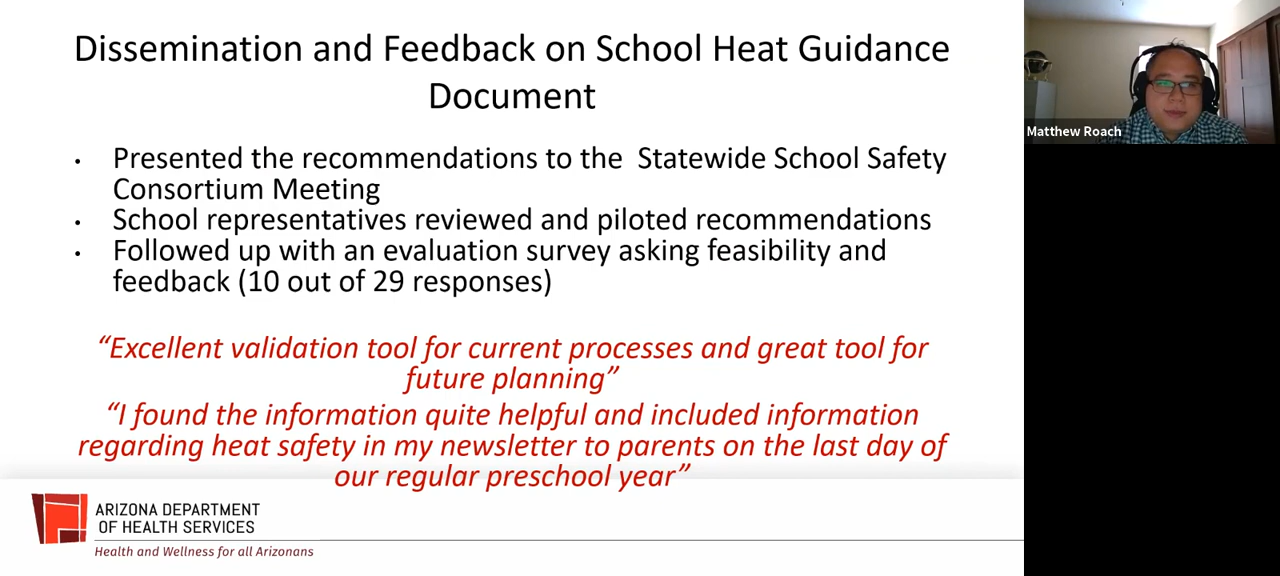 Dissemination and Feedback on School Heat Guidance
Document
• Presented the recommendations to the Statewide School Safety
Consortium Meeting
• School representatives reviewed and piloted recommendations
• Followed up with an evaluation survey asking feasibility and
feedback (10 out of 29 responses)
“Excellent validation tool for current processes and great tool for
future planning”
“I found the information quite helpful and included information
regarding heat safety in my newsletter to parents on the last day of
our regular preschool year”
ARIZONA DEPARTMENT
OF HEALTH SERVICES
Health and Wellness for all Arizonans
Matthew Roach